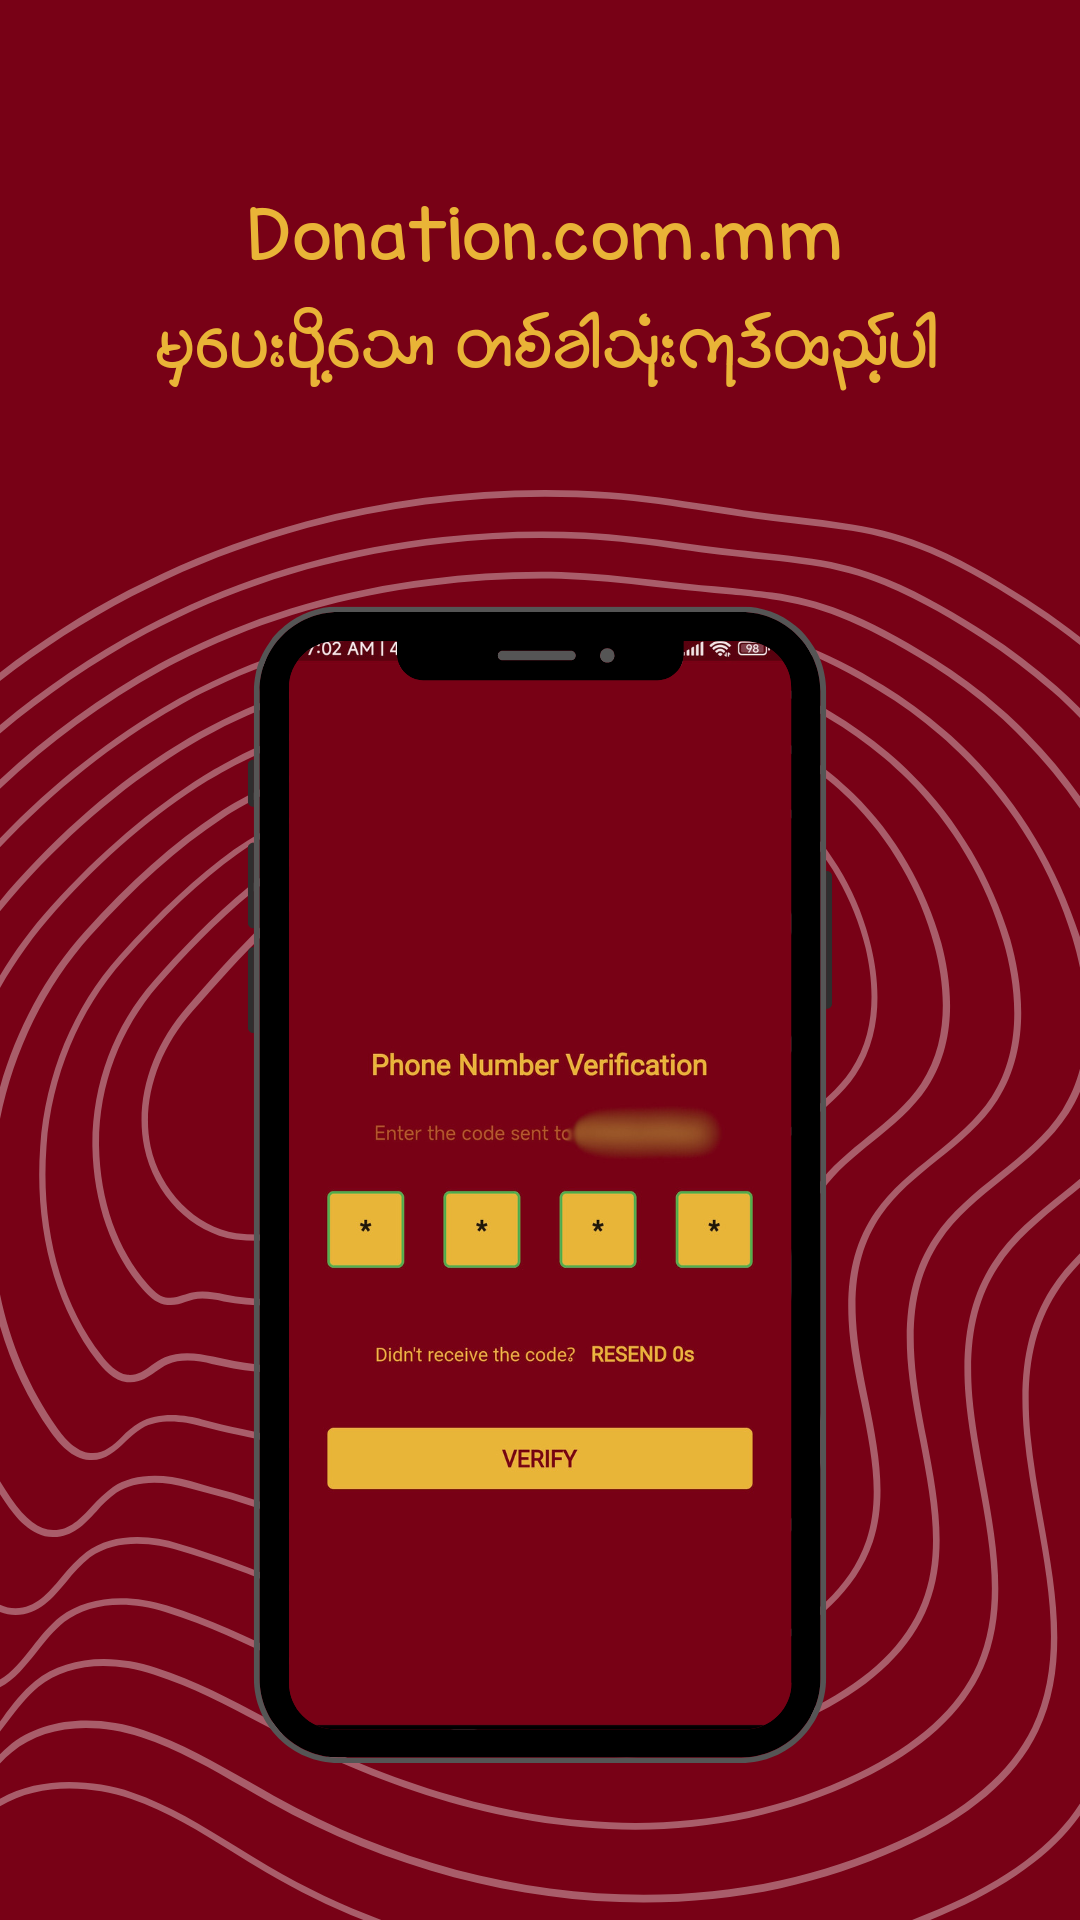 Donation.com.mm
မှပေးပို့သော တစ်ခါသုံးကုဒ်ထည့်ပါ
7:02 AM | 4
98
Phone Number Verification
Enter the code sent to
* * * *
Didn't receive the code? RESEND 0s
VERIFY